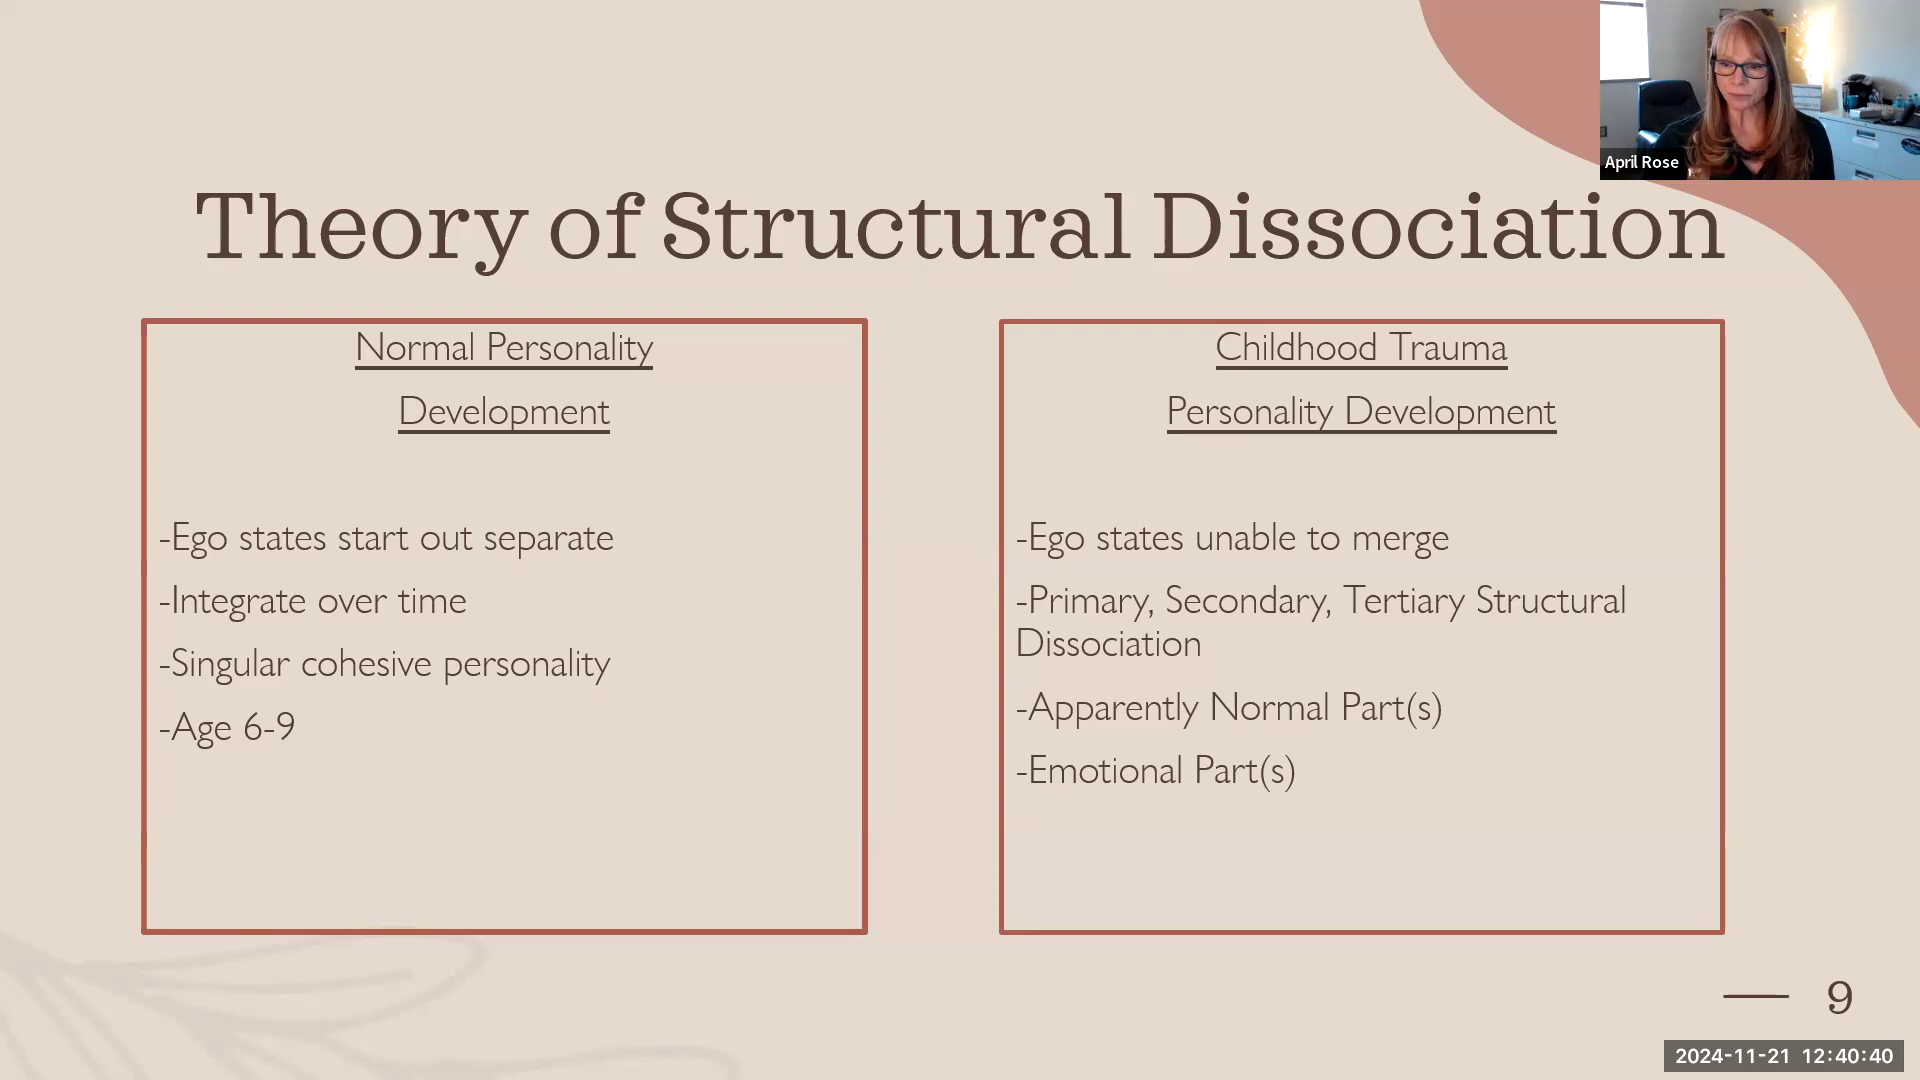 April Rose
Theory of Structural Dissociation
Normal Personality
Development
-Ego states start out separate
-Integrate over time
-Singular cohesive personality
-Age 6-9
Childhood Trauma
Personality Development
-Ego states unable to merge
-Primary, Secondary, Tertiary Structural
Dissociation
-Apparently Normal Part(s)
-Emotional Part(s)
9
2024-11-21 12:40:40